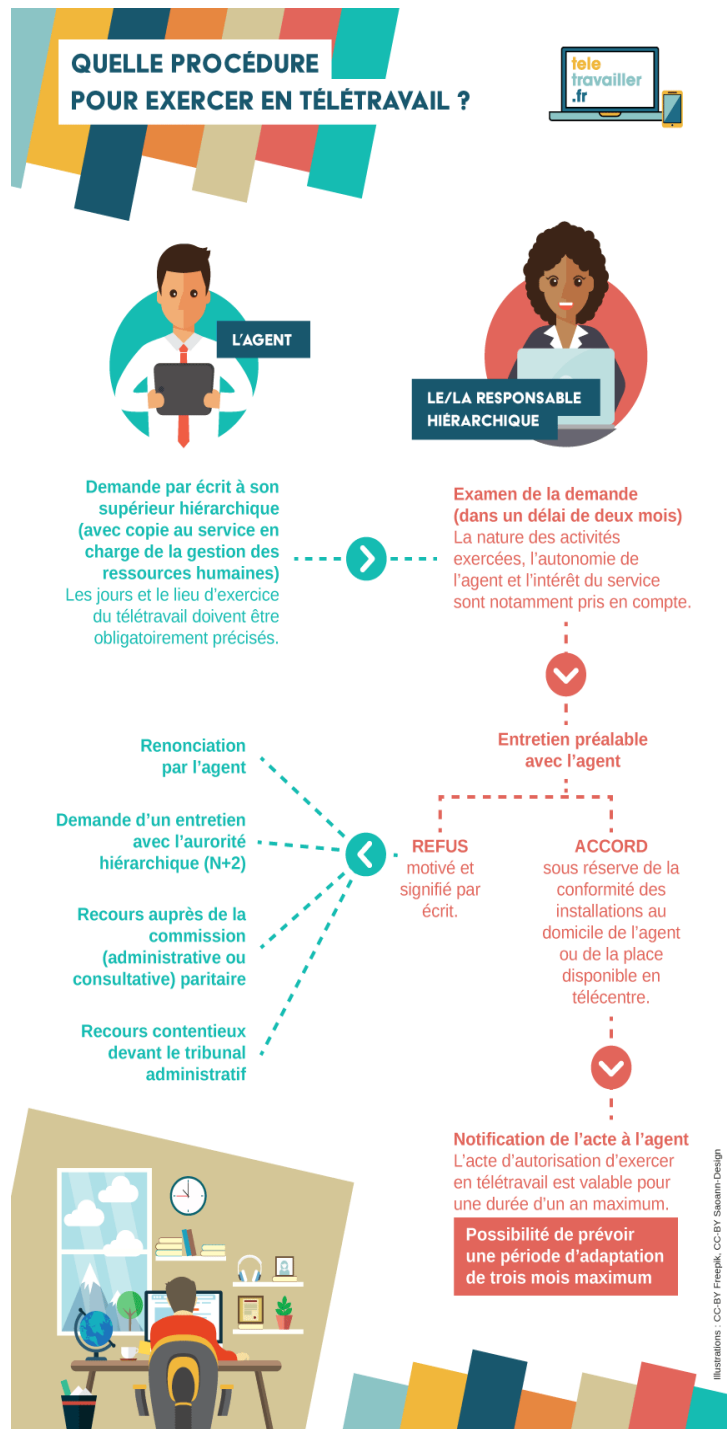 QUELLE PROCÉDURE
POUR EXERCER EN TÉLÉTRAVAIL ?
tele
travailler
.fr
L'AGENT
LE/LA RESPONSABLE
HIÉRARCHIQUE
Demande par écrit à son
supérieur hiérarchique
(avec copie au service en
charge de la gestion des
ressources humaines)
Les jours et le lieu d'exercice
du télétravail doivent être
obligatoirement précisés.
Examen de la demande
(dans un délai de deux mois)
La nature des activités
exercées, l'autonomie de
l'agent et l'intérêt du service
sont notamment pris en compte.
Entretien préalable
avec l'agent
REFUS
motivé et
signifié par
écrit.
ACCORD
sous réserve de la
conformité des
installations au
domicile de l'agent
ou de la place
disponible en
télécentre.
Renonciation
par l'agent
Demande d'un entretien
avec l'aurorité
hiérarchique (N+2)
Recours auprès de la
commission
(administrative ou
consultative) paritaire
Recours contentieux
devant le tribunal
administratif
Notification de l'acte à l'agent
L'acte d'autorisation d'exercer
en télétravail est valable pour
une durée d'un an maximum.
Possibilité de prévoir
une période d'adaptation
de trois mois maximum
Illustrations : CC-BY Freepik, CC-BY Saoann-Design